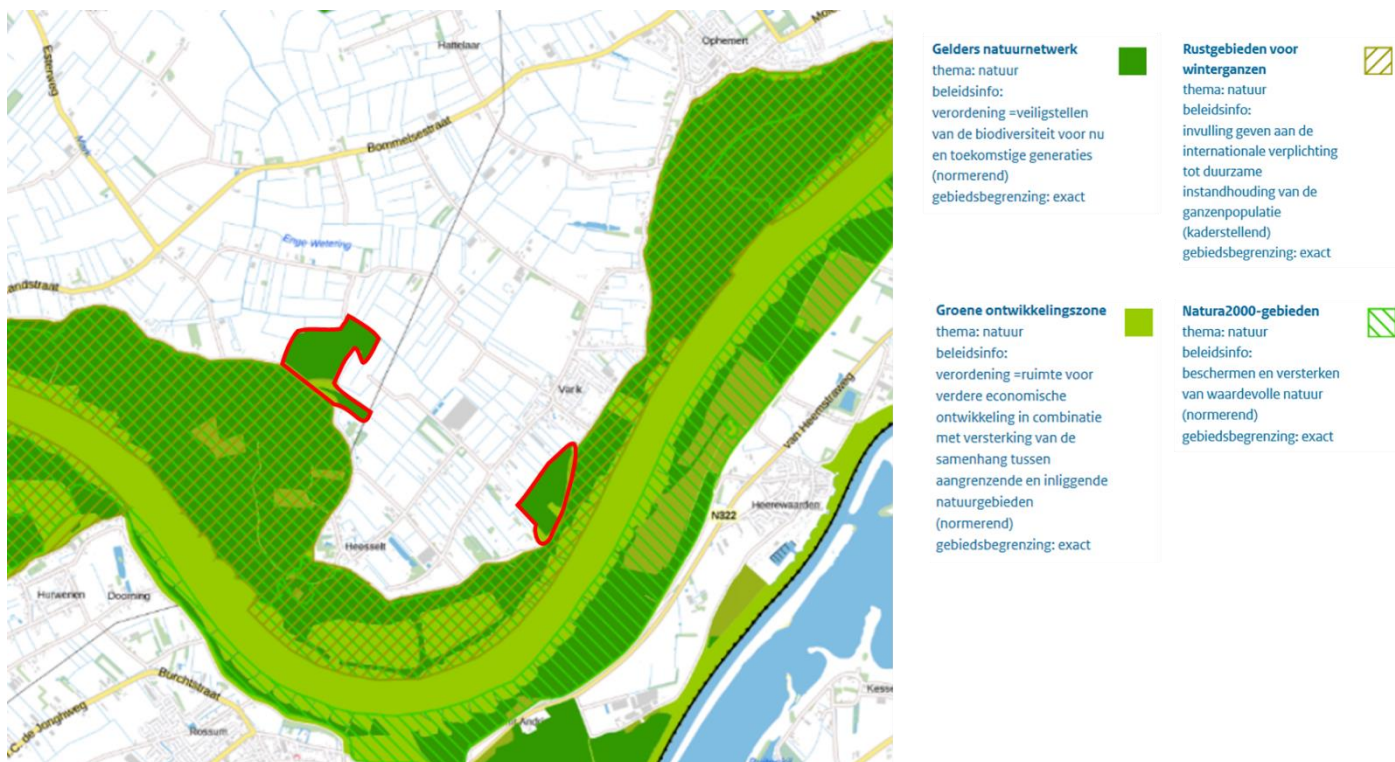 Hattelaar
Ophemert
Esterweg
Mark
Bommelsestraat
Enge Wetering
andstraat
Varik
van Heemstraweg
N322
Heerewaarden
Heesselt
Hurwenen
Doorning
Burchtstraat
Rossum
.C. de Jonghweg
Kesse
Gelders natuurnetwerk
thema: natuur
beleidsinfo:
verordening =veiligstellen
van de biodiversiteit voor nu
en toekomstige generaties
(normerend)
gebiedsbegrenzing: exact
Rustgebieden voor
winterganzen
thema: natuur
beleidsinfo:
invulling geven aan de
internationale verplichting
tot duurzame
instandhouding van de
ganzenpopulatie
(kaderstellend)
gebiedsbegrenzing: exact
Groene ontwikkelingszone
thema: natuur
beleidsinfo:
verordening =ruimte voor
verdere economische
ontwikkeling in combinatie
met versterking van de
samenhang tussen
aangrenzende en inliggende
natuurgebieden
(normerend)
gebiedsbegrenzing: exact
Natura2000-gebieden
thema: natuur
beleidsinfo:
beschermen en versterken
van waardevolle natuur
(normerend)
gebiedsbegrenzing: exact